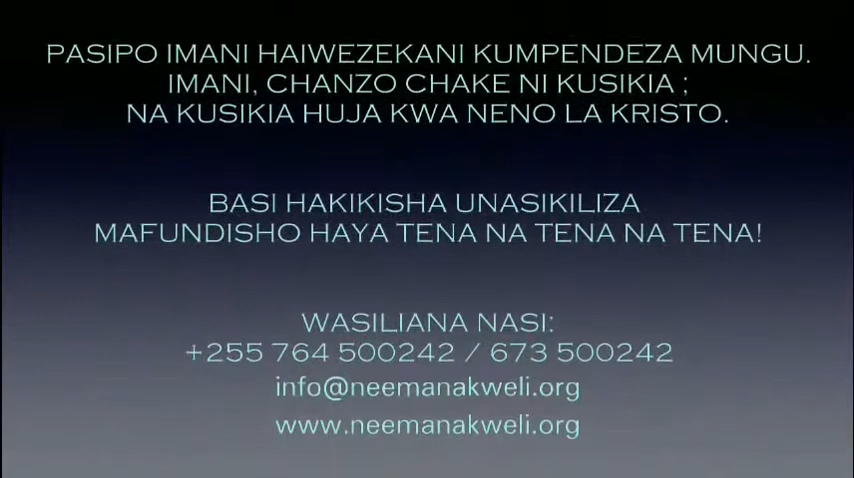 PASIPO IMANI HAIWEZEKANI KUMPENDEZA MUNGU.
IMANI, CHANZO CHAKE NI KUSIKIA ;
NA KUSIKIA HUJA KWA NENO LA KRISTO.
BASI HAKIKISHA UNASIKILIZA
MAFUNDISHO HAYA TENA NA TENA NA TENA!
WASILIANA NASI:
+255 764 500242 / 673 500242
info@neemanakweli.org
www.neemanakweli.org